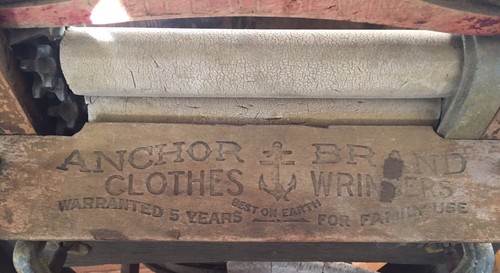 ANCHOR BRAND
CLOTHES WRINGERS
WARRANTED 5 YEARS BEST ON EARTH FOR FAMILY USE